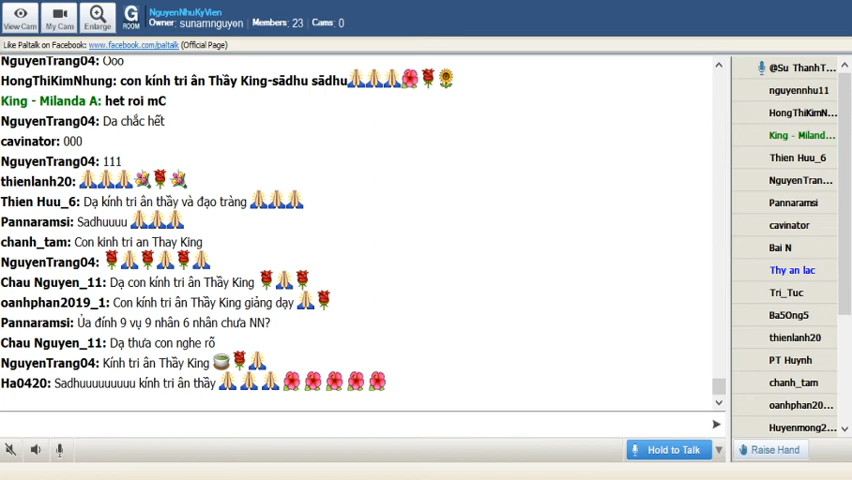 View Cam
My Cam
Enlarge
G
ROOM
NguyenNhuKyVien
Owner: sunamnguyen Members: 23 Cams: 0
Like Paltalk on Facebook: www.facebook.com/paltalk (Official Page)
NguyenTrang04: Ooo
HongThiKimNhung: con kính tri ân Thầy King-sādhu sādhu
King - Milanda A: het roi mC
NguyenTrang04: Da chắc hết
cavinator: 000
NguyenTrang04: 111
thienlanh20:
Thien Huu_6: Dạ kính tri ân thầy và đạo tràng
Pannaramsi: Sadhuuuu
chanh_tam: Con kinh tri an Thay King
NguyenTrang04:
Chau Nguyen_11: Dạ con kính tri ân Thầy King
oanhphan2019_1: Con kính tri ân Thầy King giảng dạy
Pannaramsi: Ủa đính 9 vụ 9 nhân 6 nhân chưa NN?
Chau Nguyen_11: Dạ thưa con nghe rõ
NguyenTrang04: Kính tri ân Thầy King
Ha0420: Sadhuuuuuuuuu kính tri ân thầy
@Su ThanhT...
nguyennhu11
HongThiKimN...
King - Miland...
Thien Huu_6
NguyenTran...
Pannaramsi
cavinator
Bai N
Thy an lac
Tri_Tuc
Ba5Ong5
thienlanh20
PT Huynh
chanh_tam
oanhphan20...
Huyenmong2...
Hold to Talk
Raise Hand